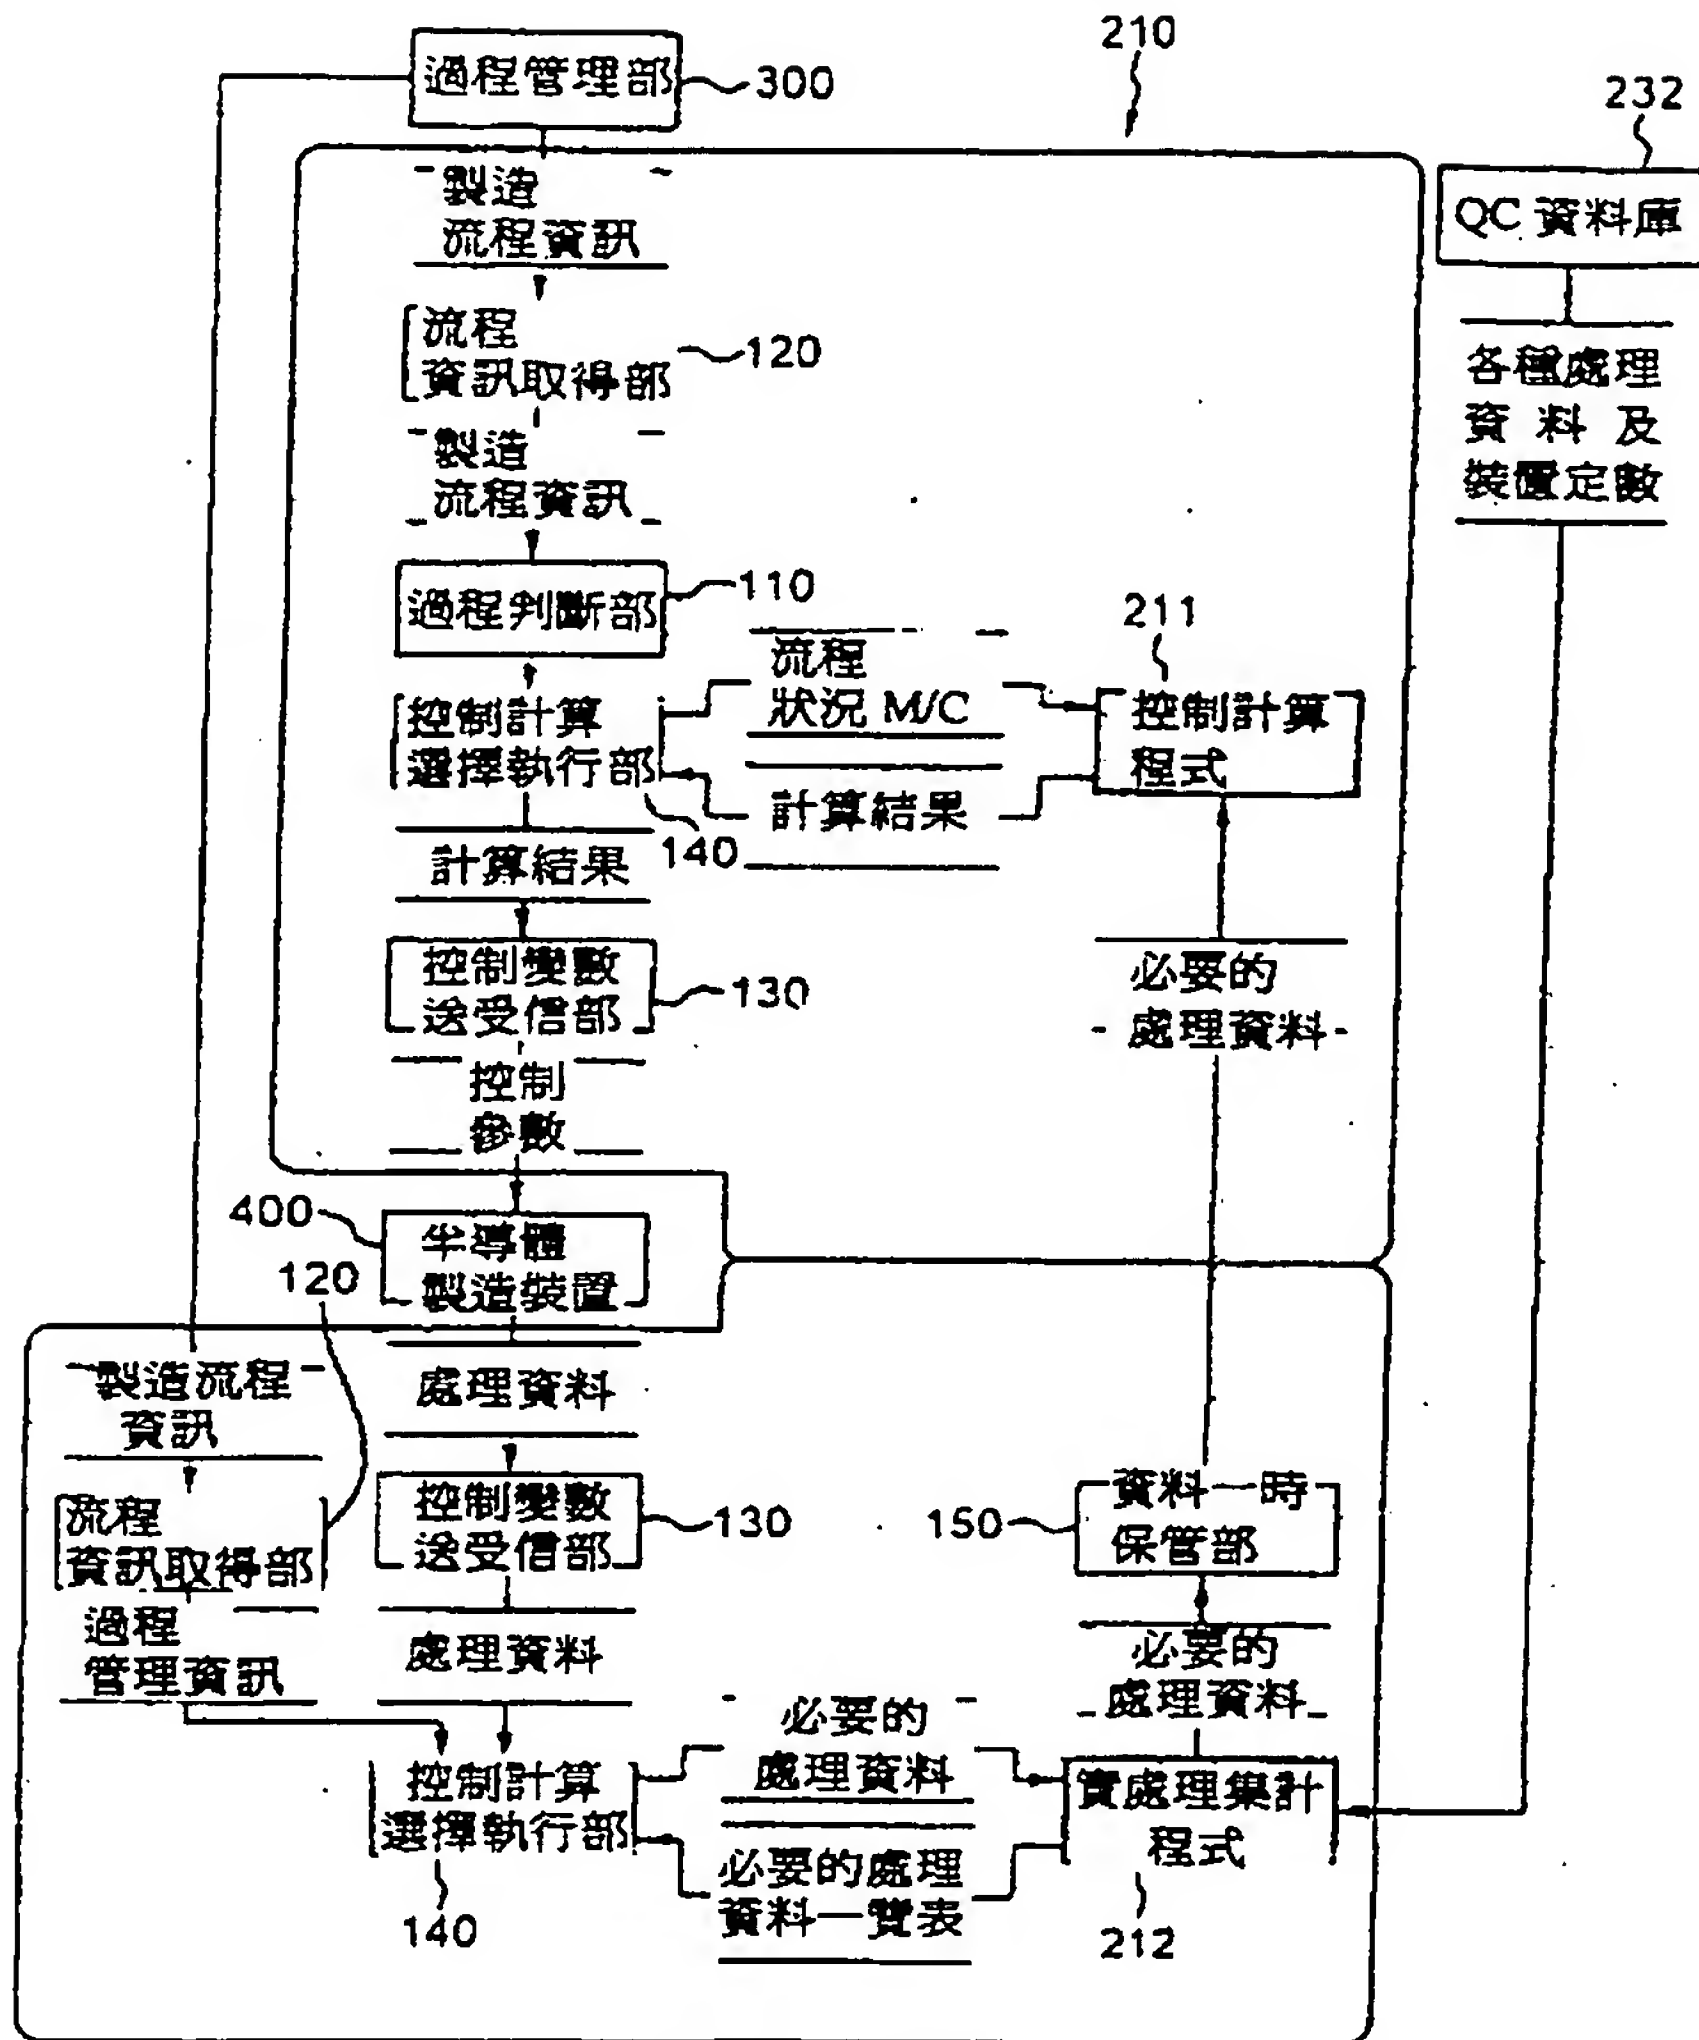 210
過程管理部
300
232
製造
流程資訊
QC 資料庫
流程
資訊取得部
120
各種處理
資料及
裝置定數
製造
流程資訊
過程判斷部
110
211
流程
狀況 M/C
控制計算
選擇執行部
控制計算
程式
計算結果
140
計算結果
控制變數
送受信部
130
必要的
處理資料
控制
參數
400
半導體
製造裝置
120
製造流程
資訊
處理資料
流程
資訊取得部
控制變數
送受信部
130
150
資料一時
保管部
過程
管理資訊
處理資料
必要的
處理資料
必要的
處理資料
控制計算
選擇執行部
實處理集計
程式
必要的處理
資料一覽表
140
212